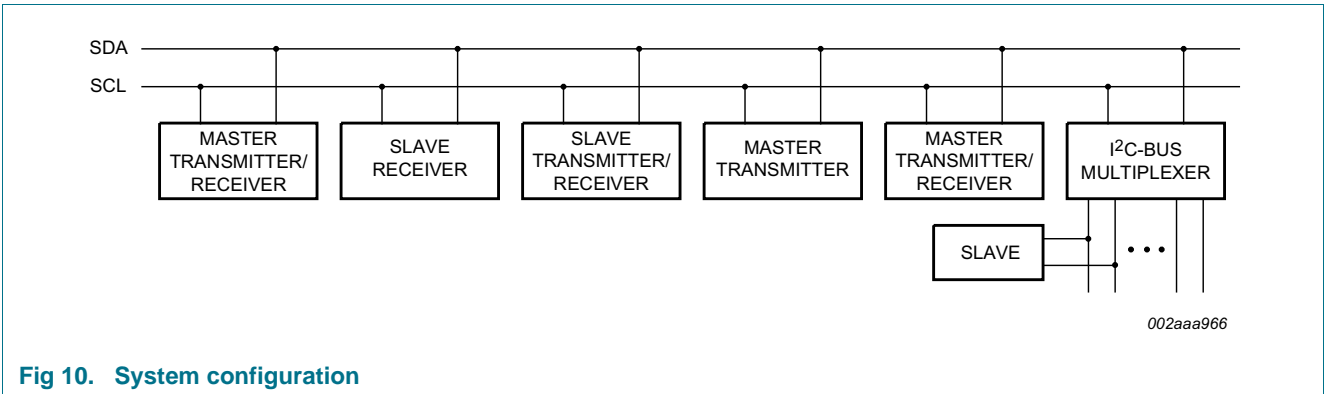 SDA
SCL
MASTER
TRANSMITTER/
RECEIVER
SLAVE
RECEIVER
SLAVE
TRANSMITTER/
RECEIVER
MASTER
TRANSMITTER
MASTER
TRANSMITTER/
RECEIVER
I²C-BUS
MULTIPLEXER
SLAVE
002aaa966
Fig 10. System configuration